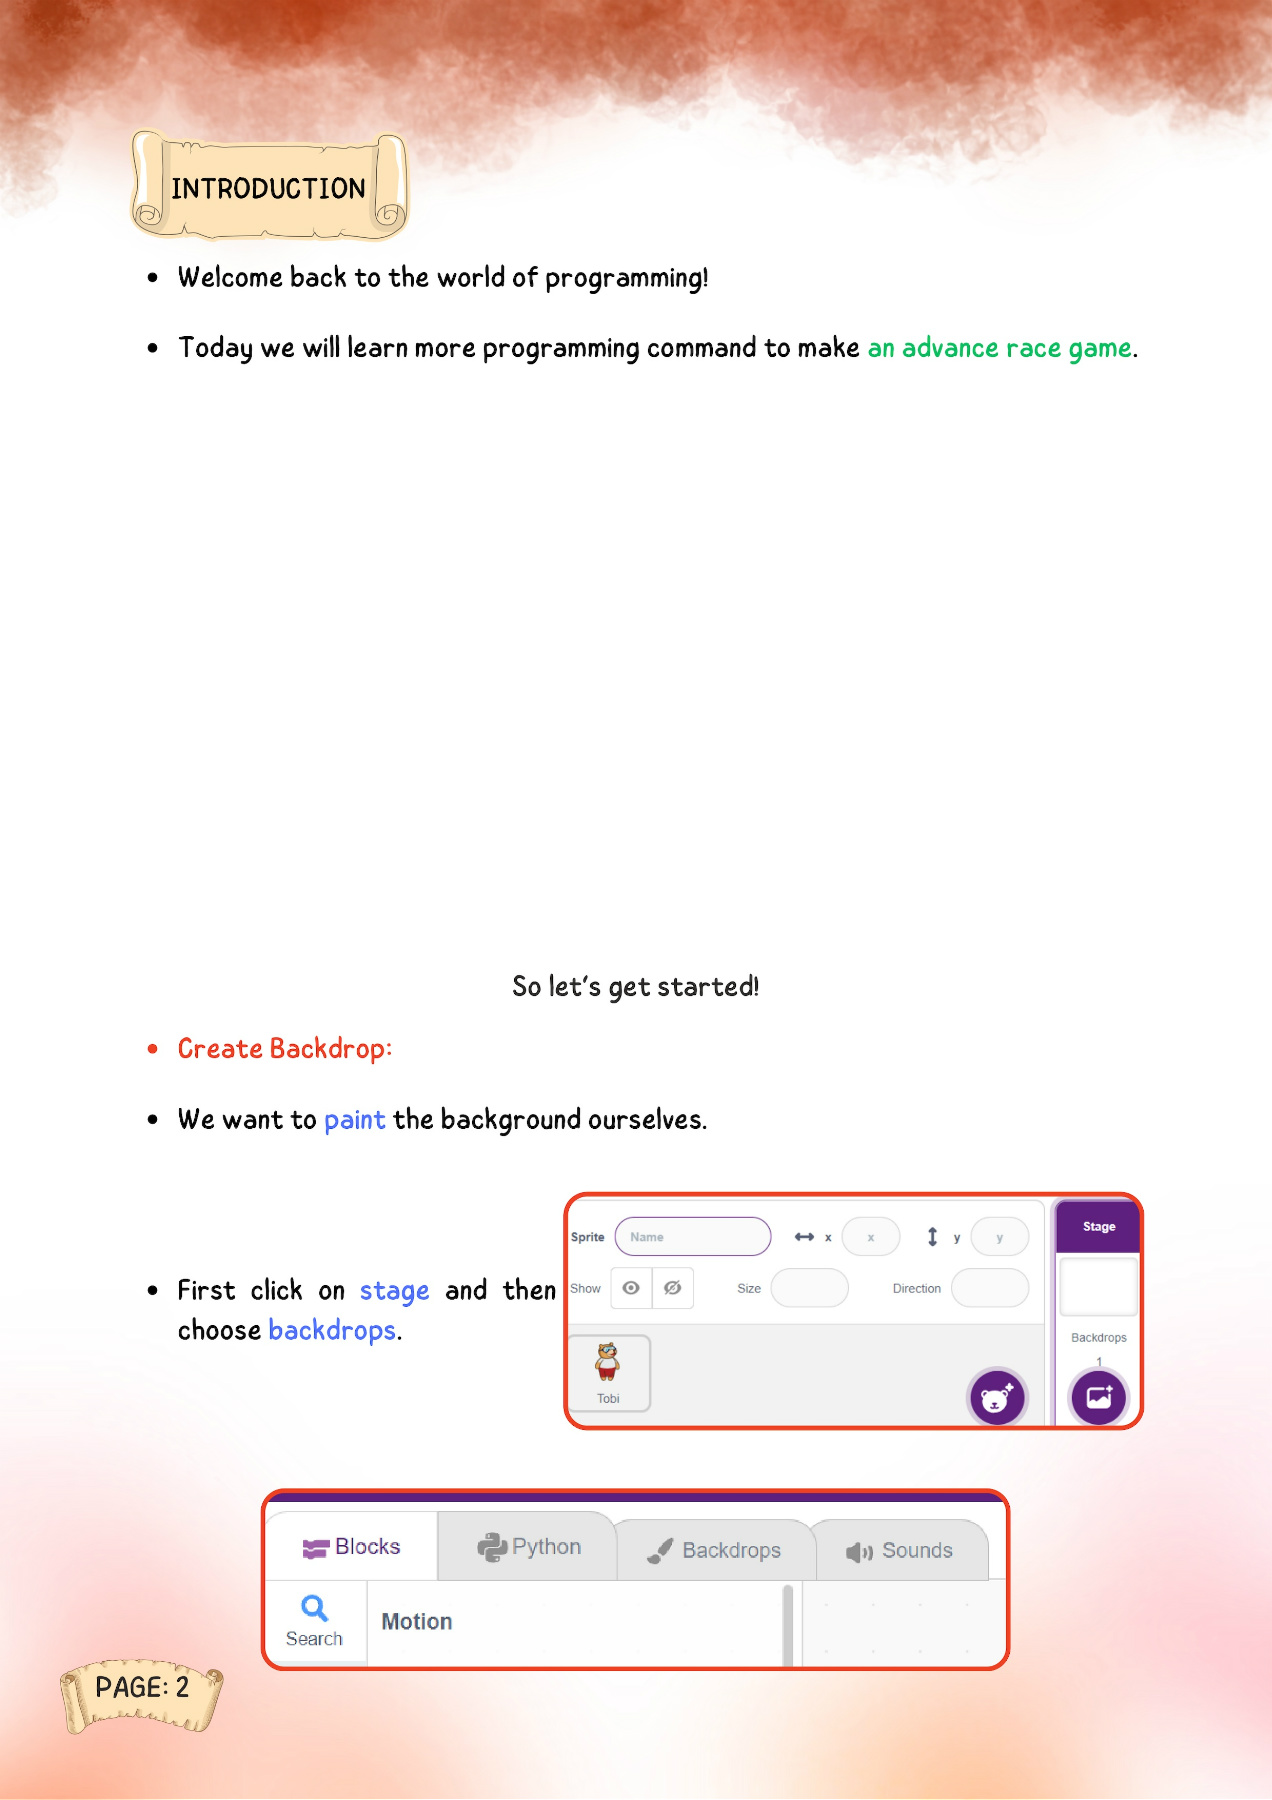 INTRODUCTION
• Welcome back to the world of programming!
• Today we will learn more programming command to make an advance race game.
So let's get started!
• Create Backdrop:
• We want to paint the background ourselves.
• First click on stage and then
choose backdrops.
Sprite Name x x y y
Show Size Direction
Tobi
Stage
Backdrops
1
Blocks Python Backdrops Sounds
Search Motion
PAGE: 2